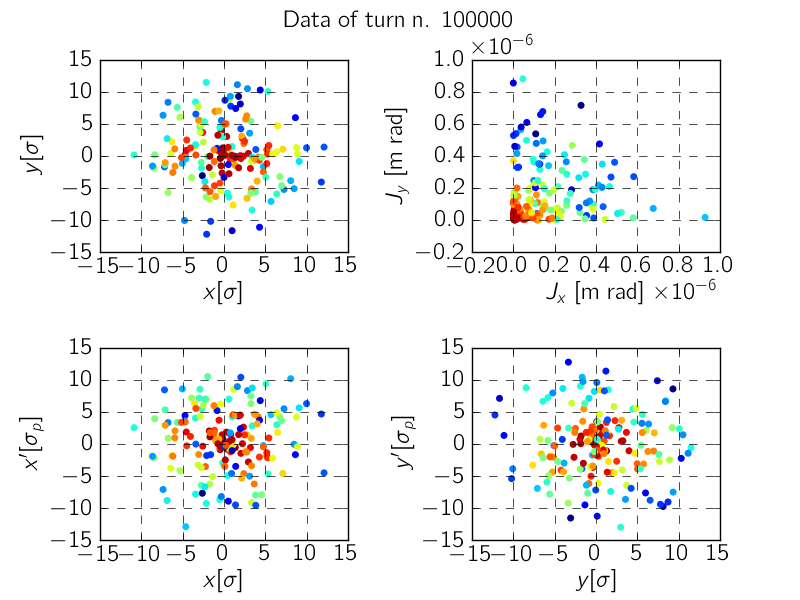 Data of turn n. 100000
×10⁻⁶
15
10
5
0
−5
−10
−15
y[σ]
−15 −10 −5 0 5 10 15
x[σ]
1.0
0.8
0.6
0.4
0.2
0.0
−0.2
J_y [m rad]
−0.2 0.0 0.2 0.4 0.6 0.8 1.0
J_x [m rad] ×10⁻⁶
15
10
5
0
−5
−10
−15
x′[σ_p]
−15 −10 −5 0 5 10 15
x[σ]
15
10
5
0
−5
−10
−15
y′[σ_p]
−15 −10 −5 0 5 10 15
y[σ]